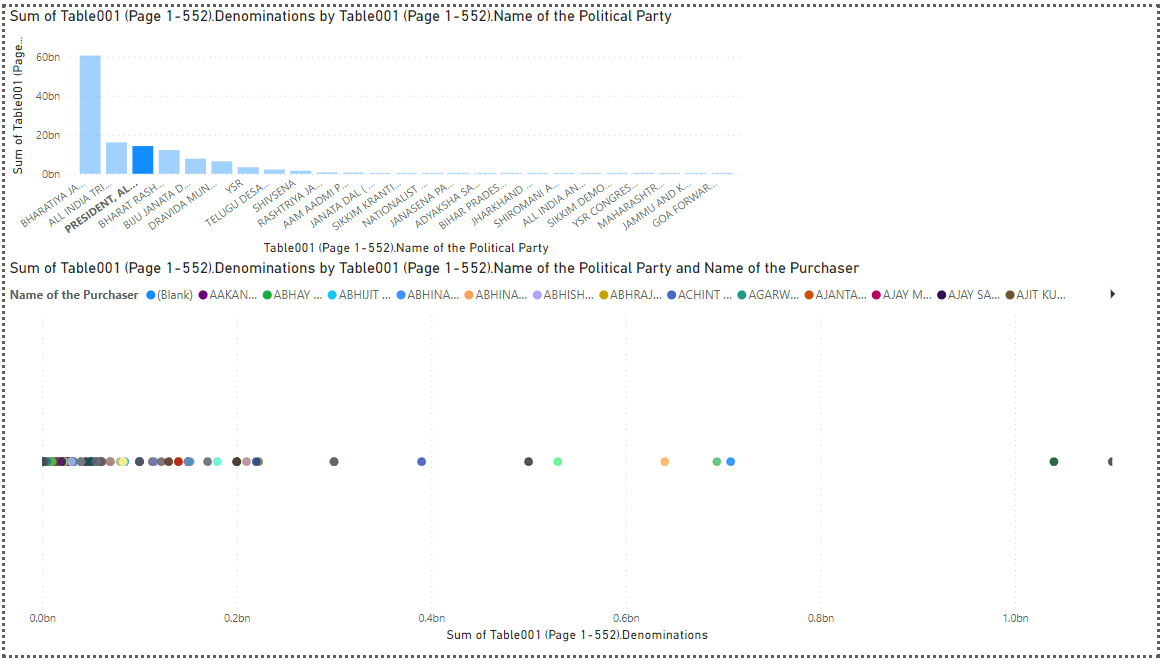 Sum of Table001 (Page 1-552).Denominations by Table001 (Page 1-552).Name of the Political Party
Sum of Table001 (Page...
60bn
40bn
20bn
0bn
BHARATIYA JA...
ALL INDIA TRI...
PRESIDENT, AL...
BHARAT RASH...
BIJU JANATA D...
DRAVIDA MUN...
YSR
TELUGU DESA...
SHIVSENA
RASHTRIYA JA...
AAM AADMI P...
JANATA DAL (...
SIKKIM KRANTI...
NATIONALIST ...
JANASENA PA...
ADYAKSHA SA...
BIHAR PRADES...
JHARKHAND ...
SHIROMANI A...
ALL INDIA AN...
SIKKIM DEMO...
YSR CONGRES...
MAHARASHTR...
JAMMU AND K...
GOA FORWAR...
Table001 (Page 1-552).Name of the Political Party
Sum of Table001 (Page 1-552).Denominations by Table001 (Page 1-552).Name of the Political Party and Name of the Purchaser
Name of the Purchaser (Blank) AAKAN... ABHAY ... ABHIJIT ... ABHINA... ABHINA... ABHISH... ABHRAJ... ACHINT ... AGARW... AJANTA... AJAY M... AJAY SA... AJIT KU...
0.0bn 0.2bn 0.4bn 0.6bn 0.8bn 1.0bn
Sum of Table001 (Page 1-552).Denominations